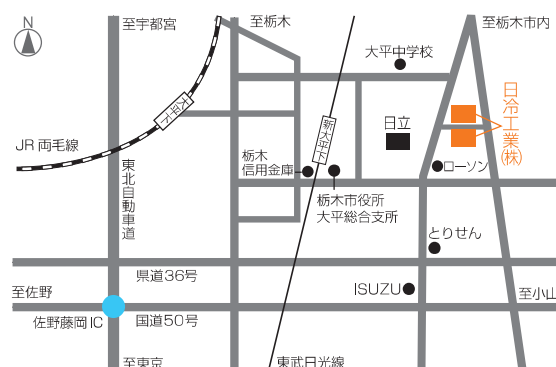 N
至宇都宮
至栃木
至栃木市内
大平中学校
大平下
新大平下
日立
日冷工業
(株)
JR 両毛線
東北自動車道
栃木
信用金庫
ローソン
栃木市役所
大平総合支所
とりせん
県道36号
ISUZU
至佐野
至小山
佐野藤岡IC
国道50号
至東京
東武日光線